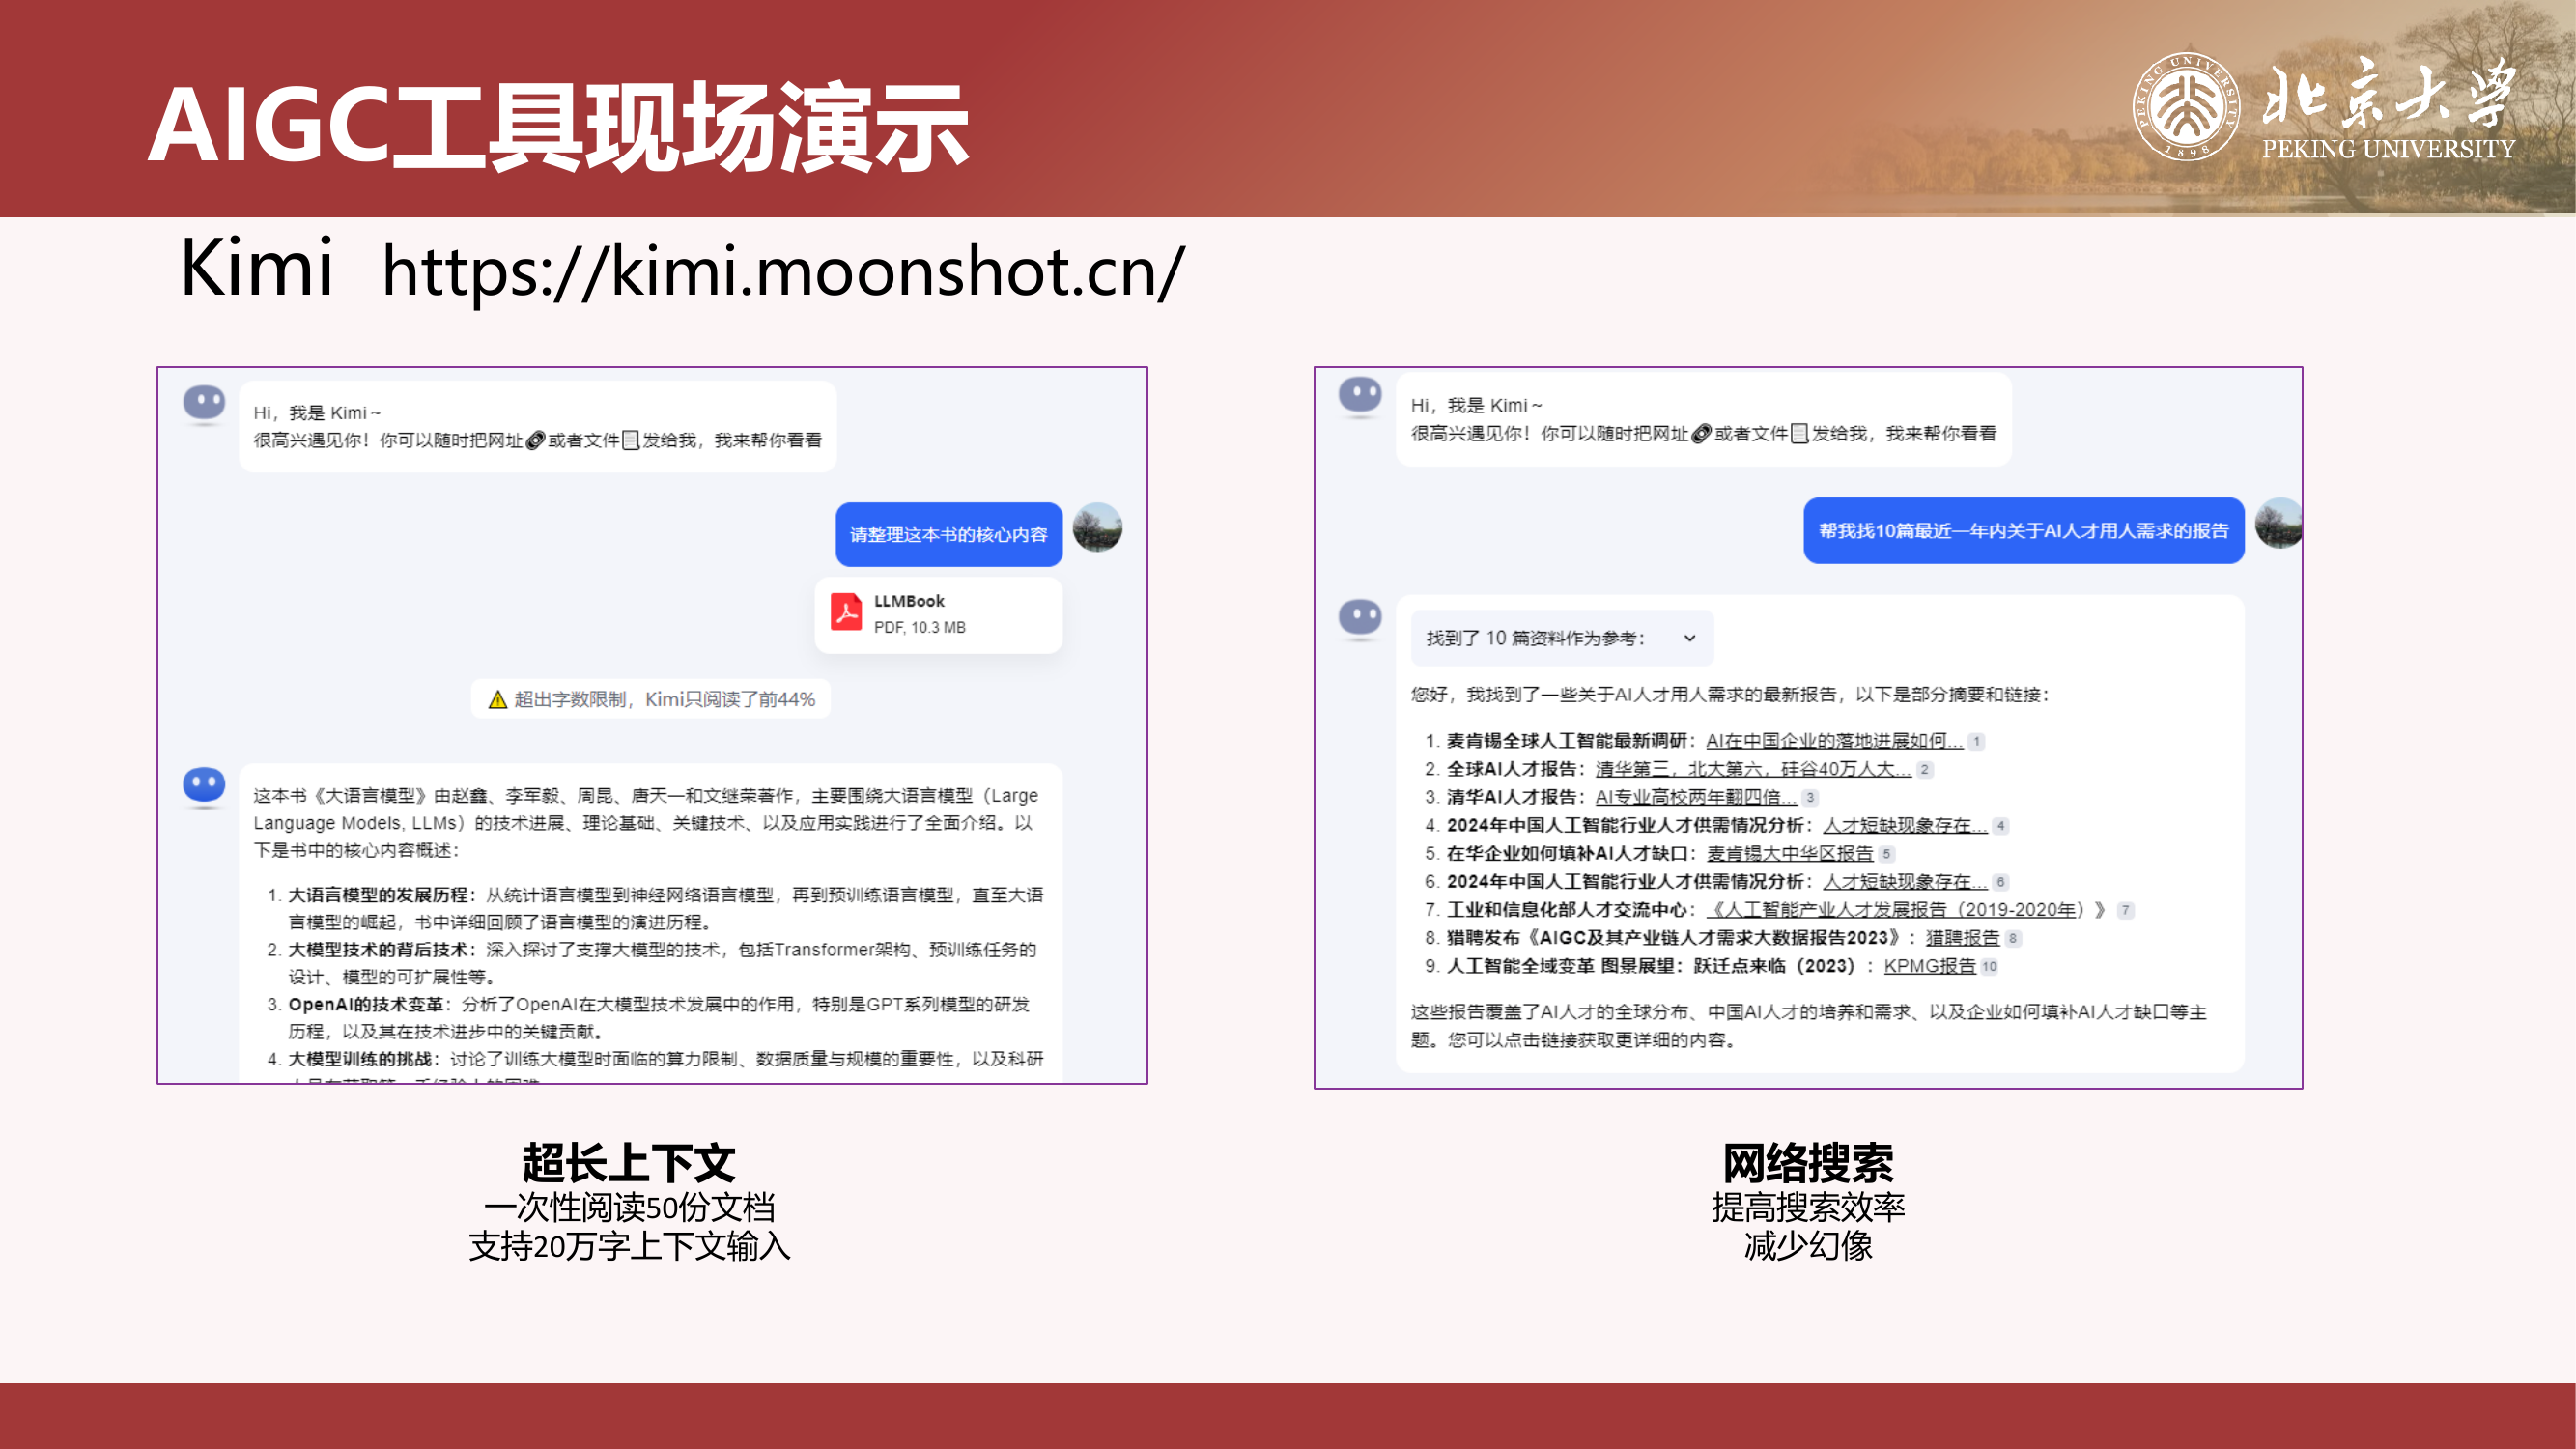 AIGC工具现场演示
PEKING UNIVERSITY
1898
北京大学
PEKING UNIVERSITY
Kimi https://kimi.moonshot.cn/
Hi，我是 Kimi～
很高兴遇见你！你可以随时把网址🔗或者文件📃发给我，我来帮你看看
请整理这本书的核心内容
LLMBook
PDF, 10.3 MB
⚠ 超出字数限制，Kimi只阅读了前44%
这本书《大语言模型》由赵鑫、李军毅、周昆、唐天一和文继荣著作，主要围绕大语言模型（Large
Language Models, LLMs）的技术进展、理论基础、关键技术、以及应用实践进行了全面介绍。以
下是书中的核心内容概述：
1. 大语言模型的发展历程：从统计语言模型到神经网络语言模型，再到预训练语言模型，直至大语
言模型的崛起，书中详细回顾了语言模型的演进历程。
2. 大模型技术的背后技术：深入探讨了支撑大模型的技术，包括Transformer架构、预训练任务的
设计、模型的可扩展性等。
3. OpenAI的技术变革：分析了OpenAI在大模型技术发展中的作用，特别是GPT系列模型的研发
历程，以及其在技术进步中的关键贡献。
4. 大模型训练的挑战：讨论了训练大模型时面临的算力限制、数据质量与规模的重要性，以及科研
超长上下文
一次性阅读50份文档
支持20万字上下文输入
Hi，我是 Kimi～
很高兴遇见你！你可以随时把网址🔗或者文件📃发给我，我来帮你看看
帮我找10篇最近一年内关于AI人才用人需求的报告
找到了 10 篇资料作为参考：
您好，我找到了一些关于AI人才用人需求的最新报告，以下是部分摘要和链接：
1. 麦肯锡全球人工智能最新调研：AI在中国企业的落地进展如何... 1
2. 全球AI人才报告：清华第三，北大第六，硅谷40万人大... 2
3. 清华AI人才报告：AI专业高校两年翻四倍... 3
4. 2024年中国人工智能行业人才供需情况分析：人才短缺现象存在... 4
5. 在华企业如何填补AI人才缺口：麦肯锡大中华区报告 5
6. 2024年中国人工智能行业人才供需情况分析：人才短缺现象存在... 6
7. 工业和信息化部人才交流中心：《人工智能产业人才发展报告（2019-2020年）》 7
8. 猎聘发布《AIGC及其产业链人才需求大数据报告2023》：猎聘报告 8
9. 人工智能全域变革 图景展望：跃迁点来临（2023）：KPMG报告 10
这些报告覆盖了AI人才的全球分布、中国AI人才的培养和需求、以及企业如何填补AI人才缺口等主
题。您可以点击链接获取更详细的内容。
网络搜索
提高搜索效率
减少幻像